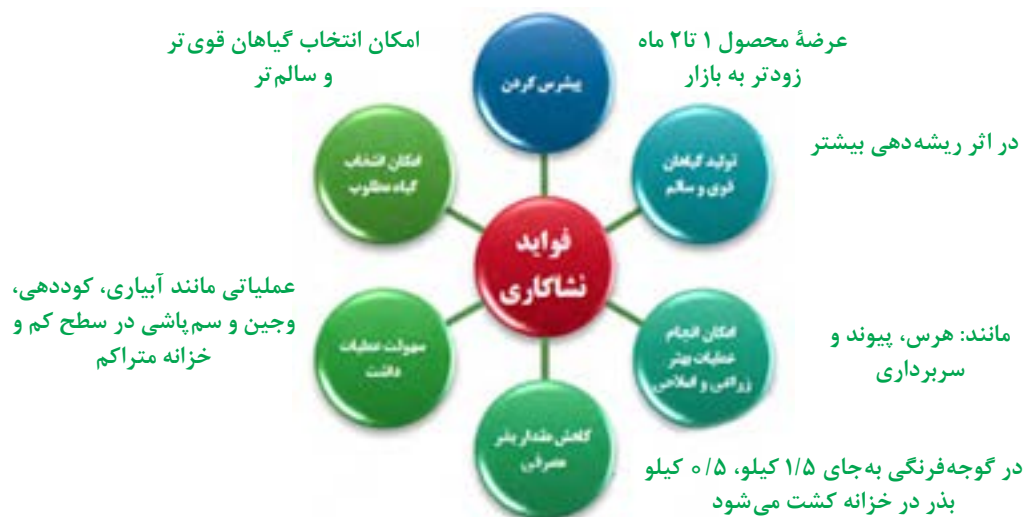 عرضهٔ محصول ۱ تا۲ ماه
زودتر به بازار
امکان انتخاب گیاهان قوی‌تر
و سالم‌تر
پیشرس کردن
در اثر ریشه‌دهی بیشتر
تولید گیاهان
قوی و سالم
امکان انتخاب
گیاه مطلوب
فواید
نشاکاری
عملیاتی مانند آبیاری، کوددهی،
وجین و سم‌پاشی در سطح کم و
خزانه متراکم
مانند: هرس، پیوند و
سربرداری
امکان انجام
عملیات بهتر
زراعی و اصلاحی
سهولت عملیات
داشت
کاهش مقدار بذر
مصرفی
در گوجه‌فرنگی به‌جای ۱/۵ کیلو، ۰/۵ کیلو
بذر در خزانه کشت می‌شود